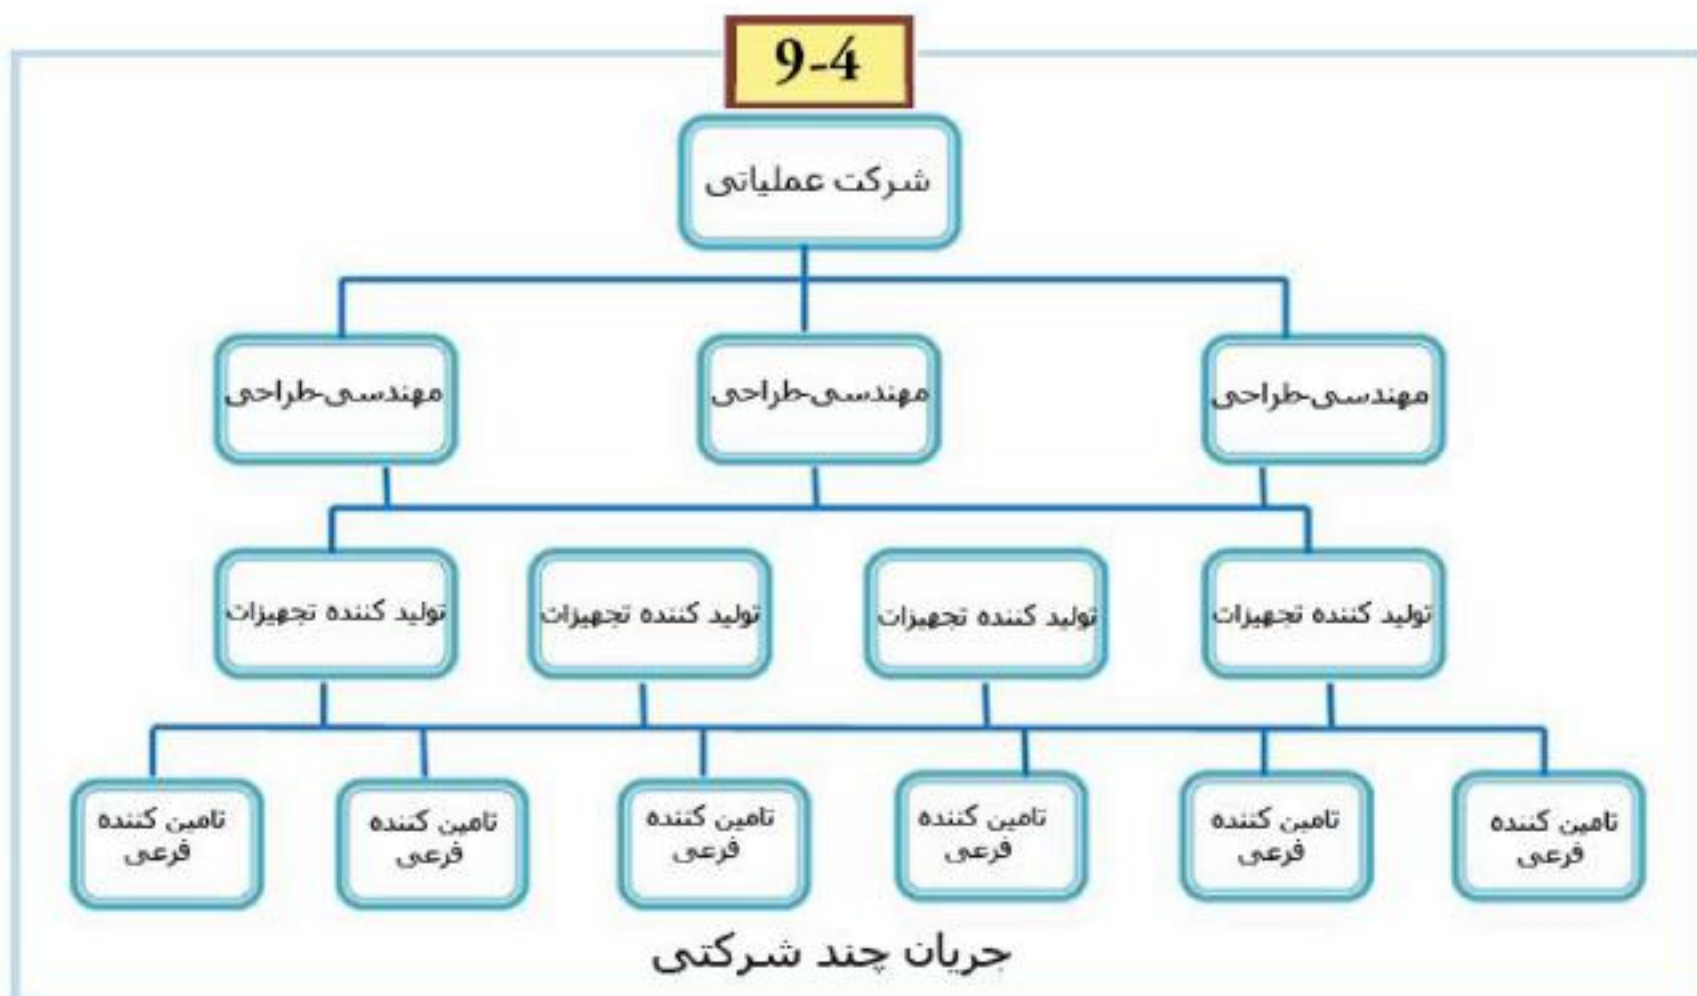 9-4
شرکت عملیاتی
مهندسی-طراحی
مهندسی-طراحی
مهندسی-طراحی
تولید کننده تجهیزات
تولید کننده تجهیزات
تولید کننده تجهیزات
تولید کننده تجهیزات
تامین کننده
فرعی
تامین کننده
فرعی
تامین کننده
فرعی
تامین کننده
فرعی
تامین کننده
فرعی
تامین کننده
فرعی
جریان چند شرکتی